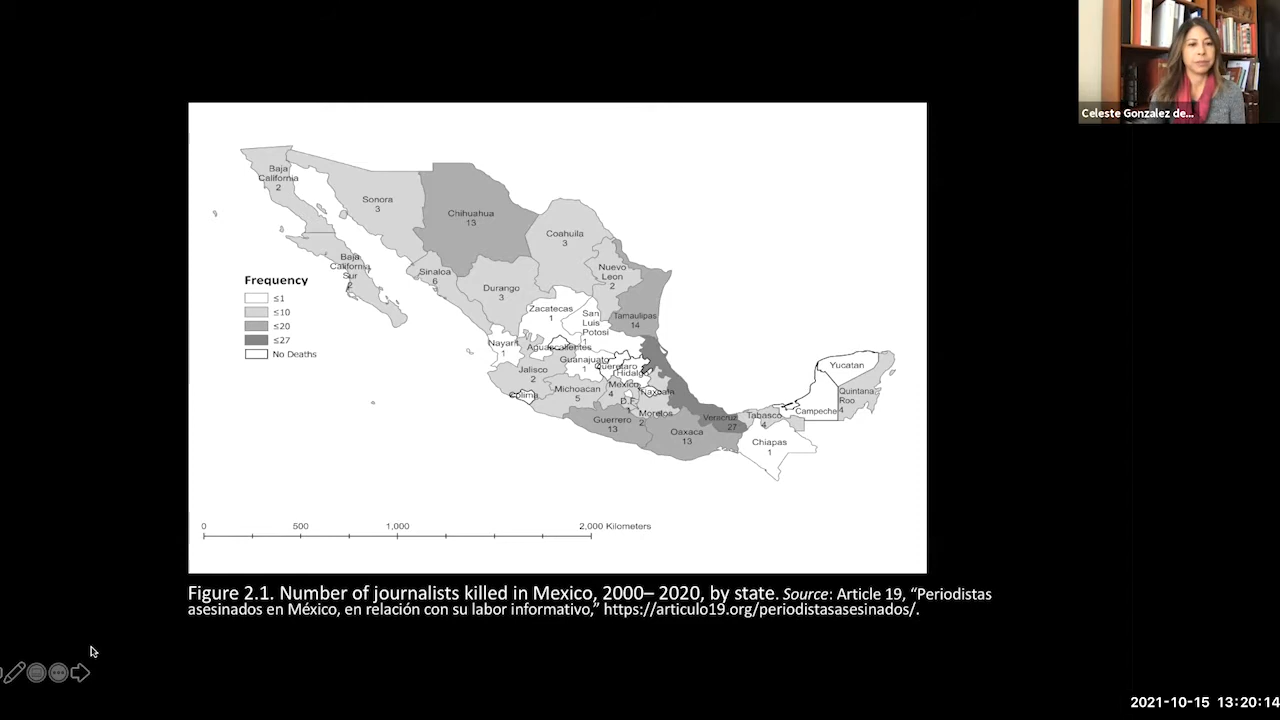 Celeste Gonzalez de...
Baja
California
2
Sonora
3
Chihuahua
13
Coahuila
3
Baja
California
Sur
2
Sinaloa
6
Durango
3
Nuevo
Leon
2
Frequency
≤1
≤10
≤20
≤27
No Deaths
Zacatecas
1
San
Luis
Potosi
1
Tamaulipas
14
Nayarit
1
Aguascalientes
Guanajuato
1
Queretaro
Hidalgo
Jalisco
2
Colima
Michoacan
5
Mexico
4
D.F.
1
Tlaxcala
Morelos
2
Guerrero
13
Oaxaca
13
Veracruz
27
Tabasco
4
Chiapas
1
Campeche
Yucatan
Quintana
Roo
4
0 500 1,000 2,000 Kilometers
Figure 2.1. Number of journalists killed in Mexico, 2000– 2020, by state. Source: Article 19, “Periodistas
asesinados en México, en relación con su labor informativo,” https://articulo19.org/periodistasasesinados/.
2021-10-15 13:20:14